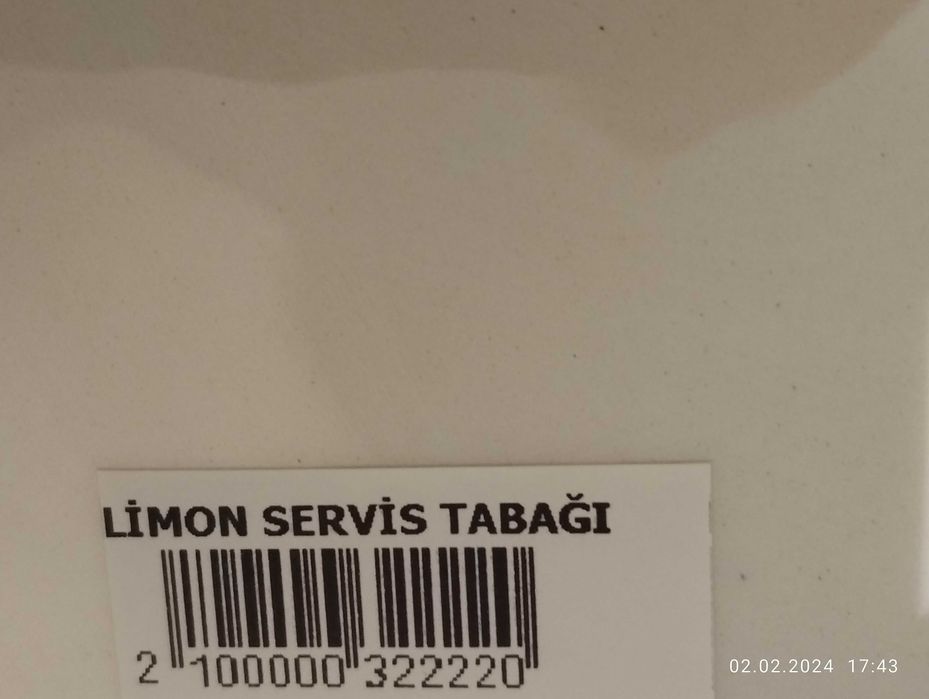 LİMON SERVİS TABAĞI
2 100000 322220
02.02.2024 17:43